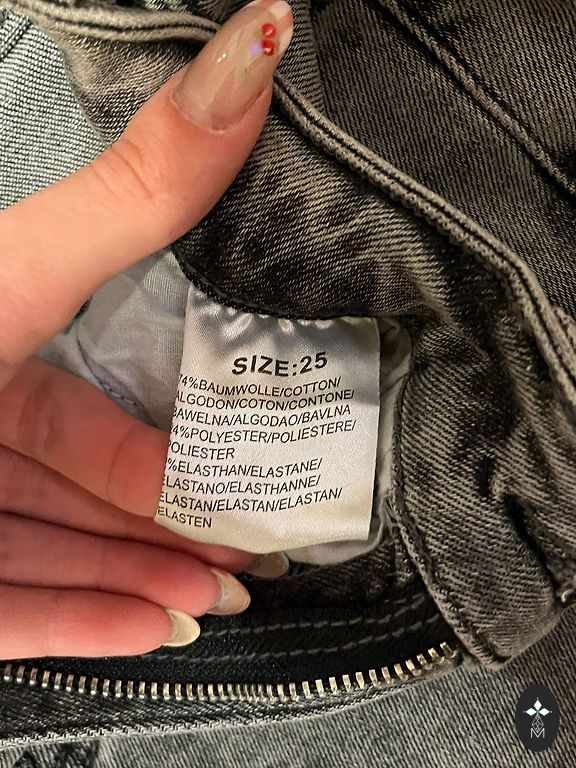 SIZE:25
74%BAUMWOLLE/COTTON/
ALGODON/COTON/CONTONE/
BAWELNA/ALGODAO/BAVLNA
24%POLYESTER/POLIESTERE/
POLIESTER
%ELASTHAN/ELASTANE/
ELASTANO/ELASTHANNE/
ELASTAN/ELASTAN/ELASTAN/
ELASTEN
M